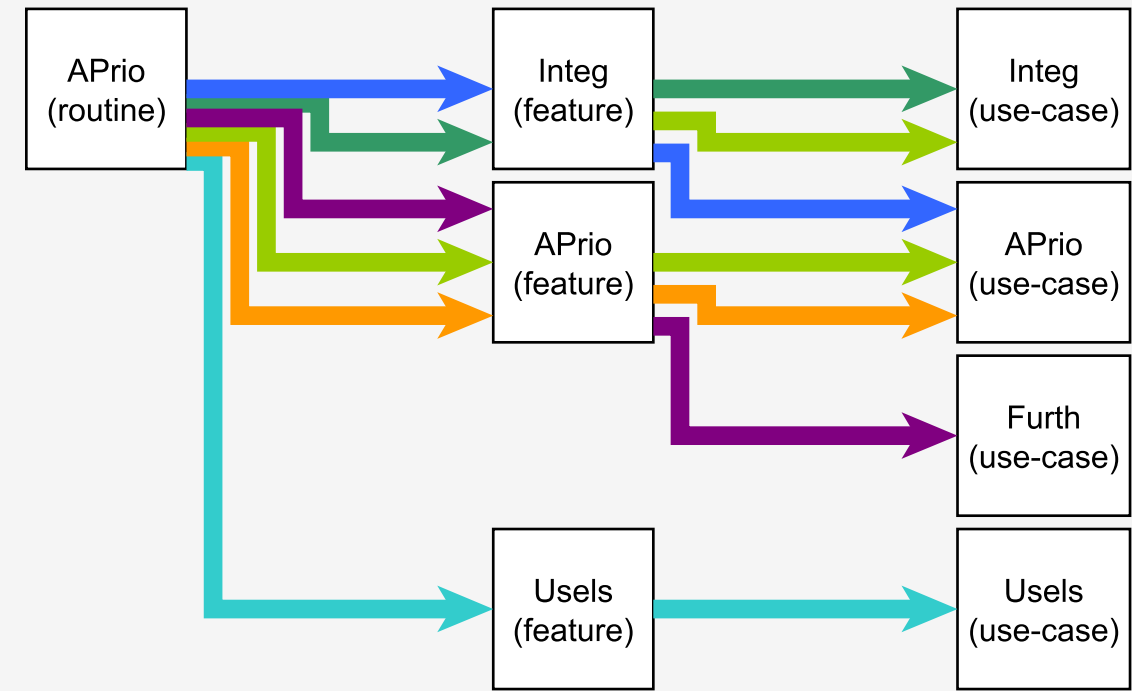 APrio
(routine)
Integ
(feature)
Integ
(use-case)
APrio
(feature)
APrio
(use-case)
Furth
(use-case)
Usels
(feature)
Usels
(use-case)